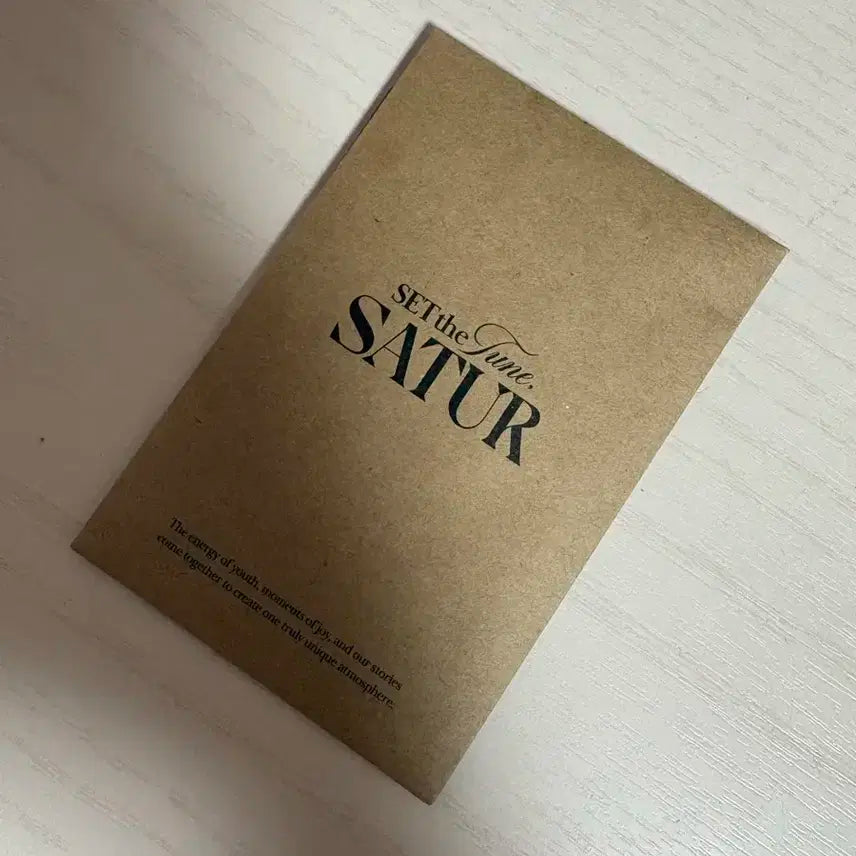 SET the Tune,
SATUR
The energy of youth, moments of joy, and our stories
come together to create one truly unique atmosphere.